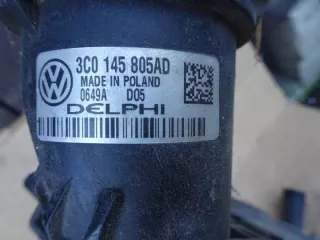 3C0 145 805AD
MADE IN POLAND
0649A D05
DELPHI